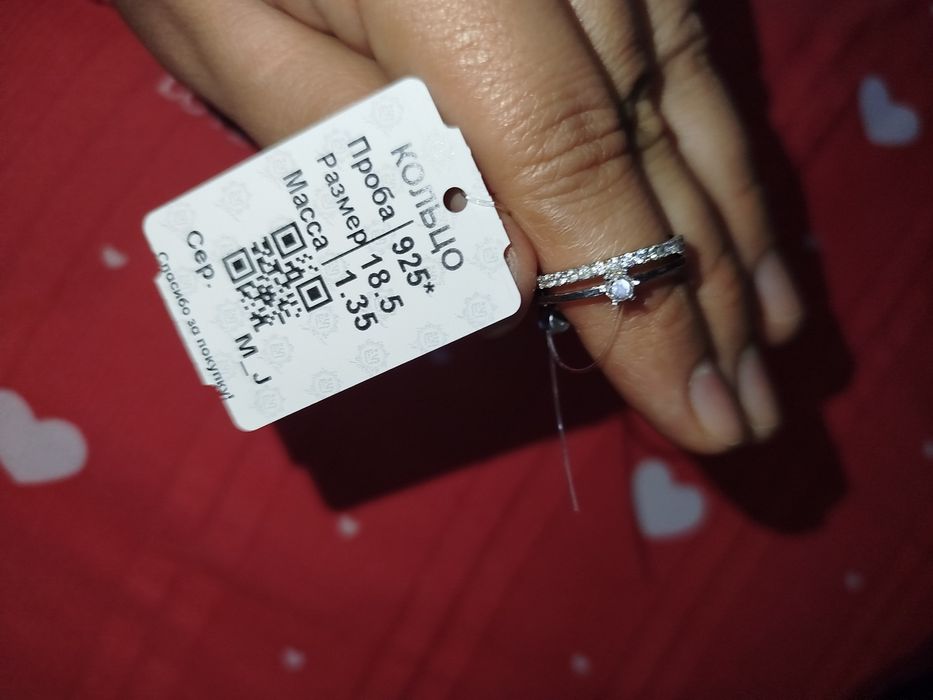 КОЛЬЦО
Проба 925*
Размер 18.5
Масса 1.35
Сер. M_J
Спасибо за покупку!